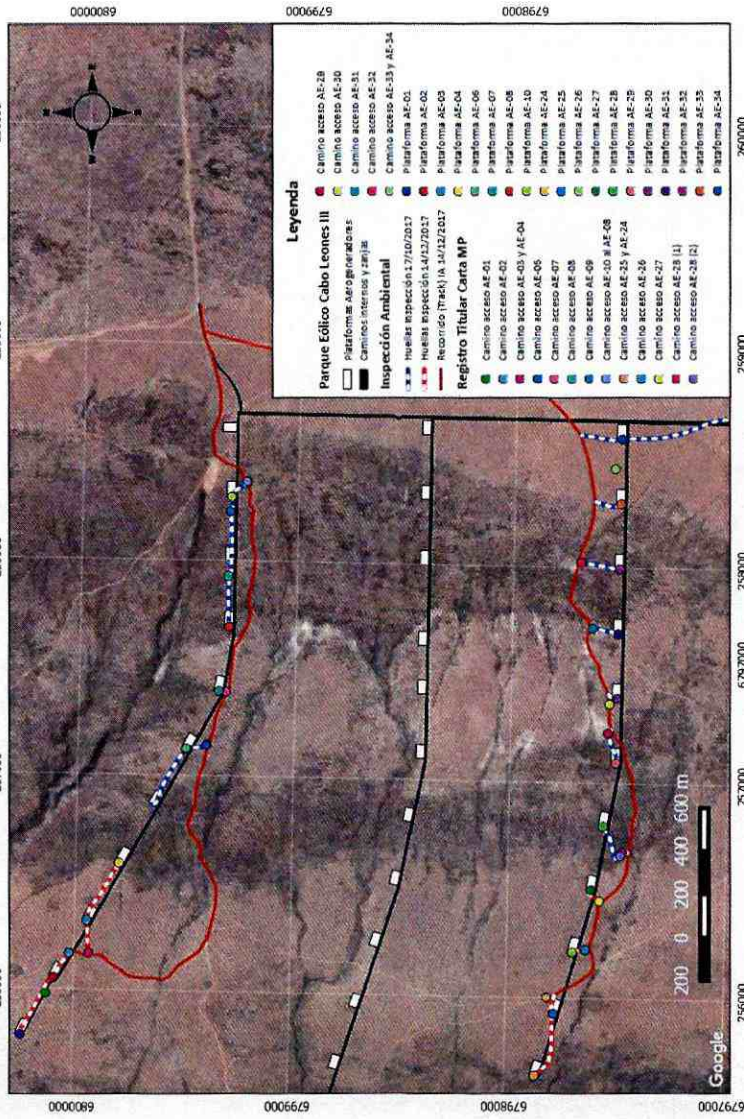 6800000
6799000
6798000
Leyenda
Parque Eólico Cabo Leones III
Plataformas Aerogeneradores
Caminos internos y zanjas
Inspección Ambiental
Huellas inspección 17/10/2017
Huellas inspección 14/12/2017
Recorrido (Track) IA 14/12/2017
Registro Titular Carta MP
Camino acceso AE-01
Camino acceso AE-02
Camino acceso AE-03 y AE-04
Camino acceso AE-06
Camino acceso AE-07
Camino acceso AE-08
Camino acceso AE-09
Camino acceso AE-10 al AE-08
Camino acceso AE-25 y AE-24
Camino acceso AE-26
Camino acceso AE-27
Camino acceso AE-28 (1)
Camino acceso AE-28 (2)
Camino acceso AE-29
Camino acceso AE-30
Camino acceso AE-31
Camino acceso AE-32
Camino acceso AE-33 y AE-34
Plataforma AE-01
Plataforma AE-02
Plataforma AE-03
Plataforma AE-04
Plataforma AE-06
Plataforma AE-07
Plataforma AE-08
Plataforma AE-10
Plataforma AE-24
Plataforma AE-25
Plataforma AE-26
Plataforma AE-27
Plataforma AE-28
Plataforma AE-29
Plataforma AE-30
Plataforma AE-31
Plataforma AE-32
Plataforma AE-33
Plataforma AE-34
Google
200 0 200 400 600 m
256000
257000
6797000
259000
260000
6800000
6799000
6798000
6797000